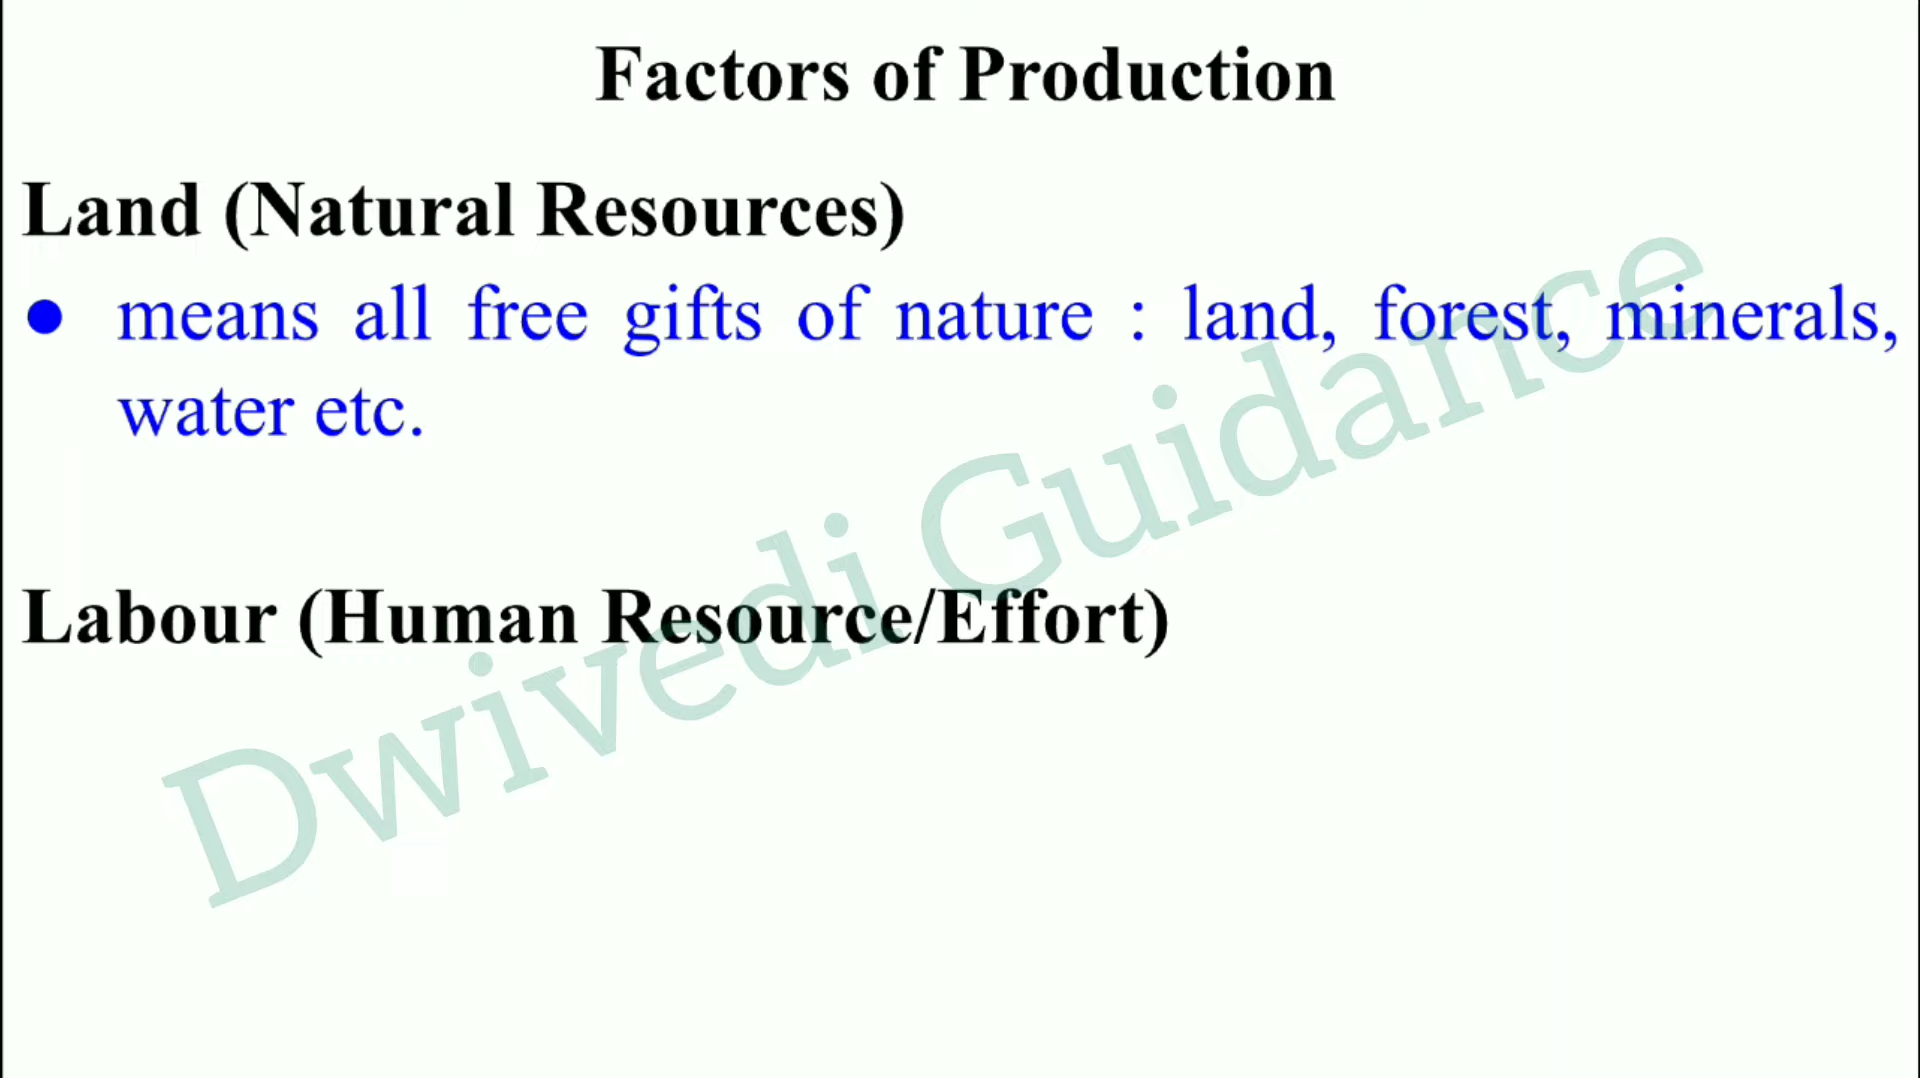 Factors of Production
Land (Natural Resources)
● means all free gifts of nature : land, forest, minerals,
water etc.
Labour (Human Resource/Effort)
Dwivedi Guidance